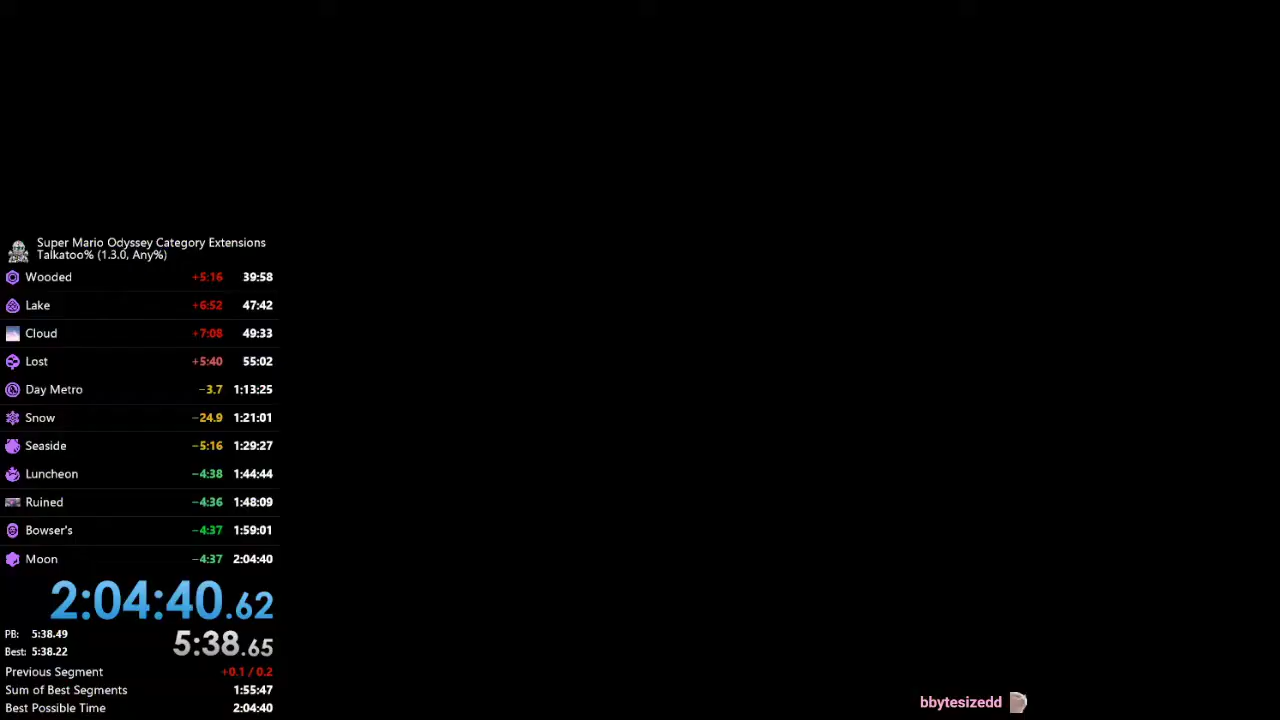 Super Mario Odyssey Category Extensions
Talkatoo% (1.3.0, Any%)
Wooded +5:16 39:58
Lake +6:52 47:42
Cloud +7:08 49:33
Lost +5:40 55:02
Day Metro −3.7 1:13:25
Snow −24.9 1:21:01
Seaside −5:16 1:29:27
Luncheon −4:38 1:44:44
Ruined −4:36 1:48:09
Bowser's −4:37 1:59:01
Moon −4:37 2:04:40
2:04:40.62
PB: 5:38.49
5:38.65
Best: 5:38.22
Previous Segment +0.1 / 0.2
Sum of Best Segments 1:55:47
Best Possible Time 2:04:40
bbytesizedd